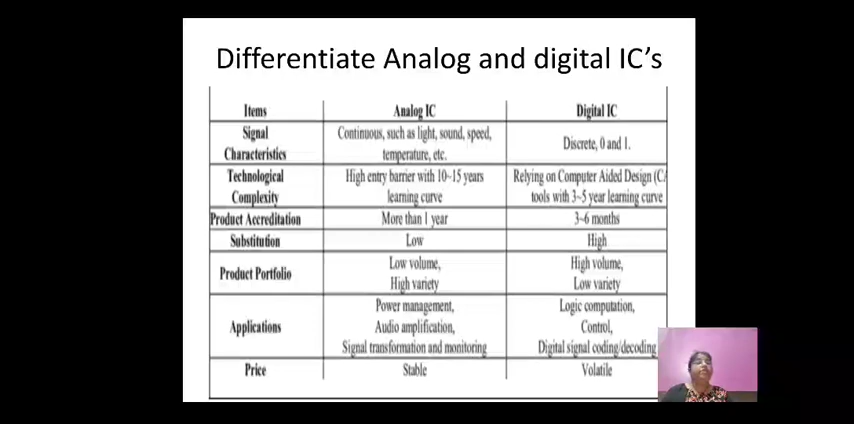 Differentiate Analog and digital IC's
Items Analog IC Digital IC
Signal Characteristics Continuous, such as light, sound, speed, temperature, etc. Discrete, 0 and 1.
Technological Complexity High entry barrier with 10~15 years learning curve Relying on Computer Aided Design (CA tools with 3~5 year learning curve
Product Accreditation More than 1 year 3~6 months
Substitution Low High
Product Portfolio Low volume, High variety High volume, Low variety
Applications Power management, Audio amplification, Signal transformation and monitoring Logic computation, Control, Digital signal coding/decoding
Price Stable Volatile